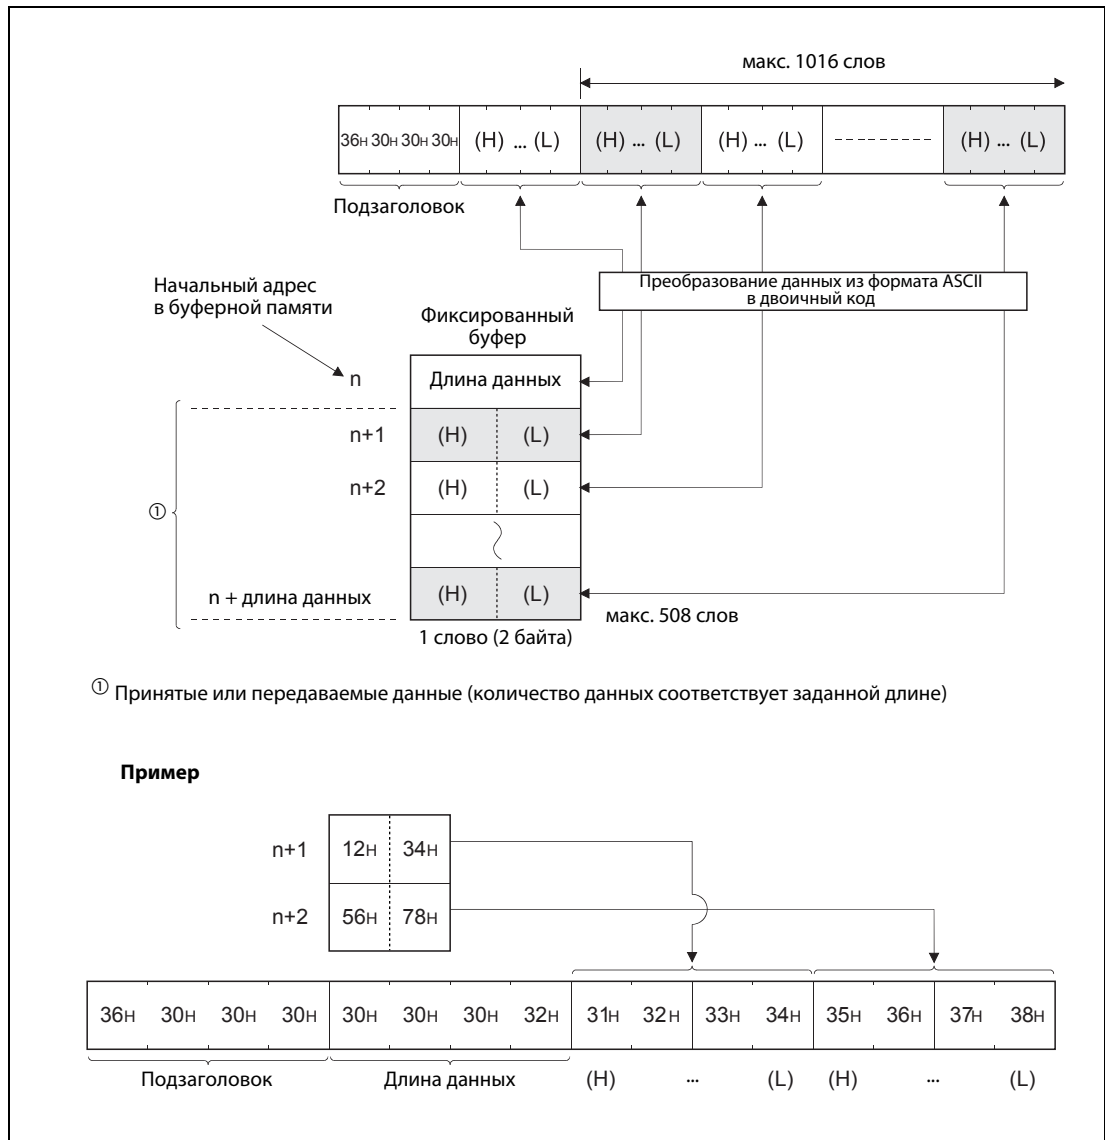 макс. 1016 слов
36H 30H 30H 30H (H) ... (L) (H) ... (L) (H) ... (L) (H) ... (L)
Подзаголовок
Преобразование данных из формата ASCII
в двоичный код
Начальный адрес
в буферной памяти
Фиксированный
буфер
n Длина данных
n+1 (H) (L)
n+2 (H) (L)
①
n + длина данных (H) (L)
макс. 508 слов
1 слово (2 байта)
① Принятые или передаваемые данные (количество данных соответствует заданной длине)
Пример
n+1 12H 34H
n+2 56H 78H
36H 30H 30H 30H 30H 30H 30H 32H 31H 32H 33H 34H 35H 36H 37H 38H
Подзаголовок Длина данных (H) ... (L) (H) ... (L)